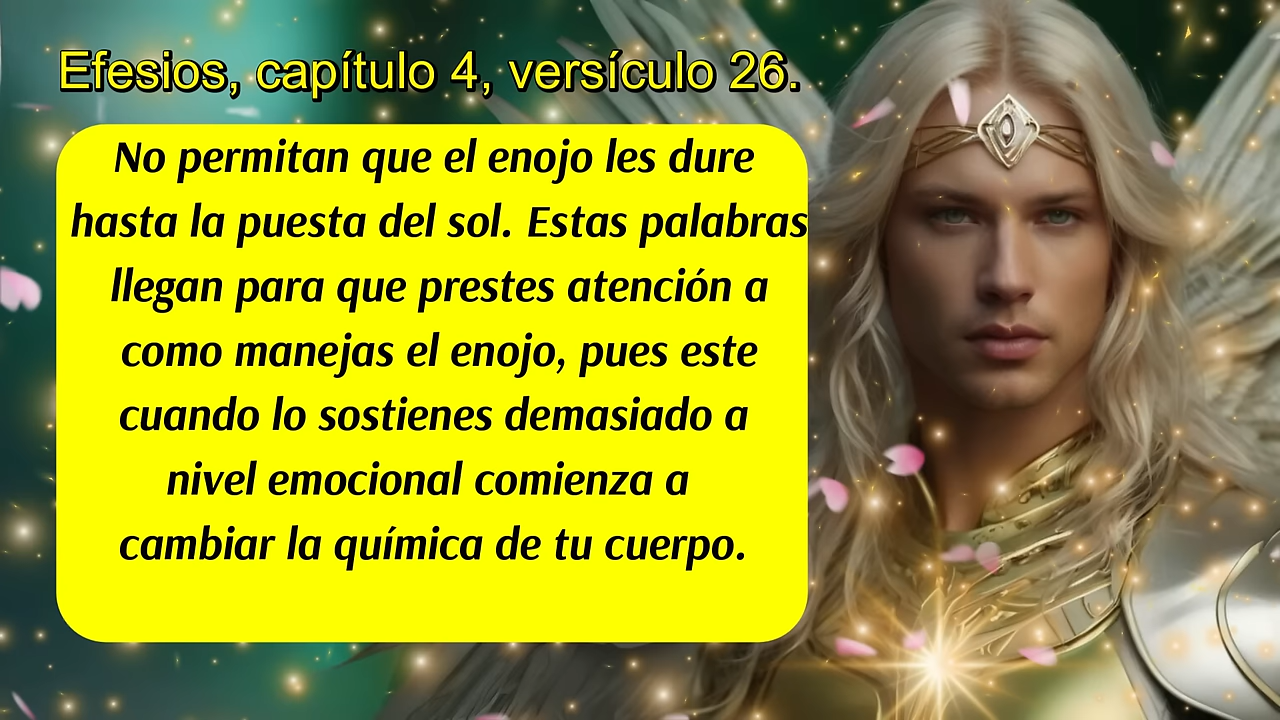 Efesios, capítulo 4, versículo 26.
No permitan que el enojo les dure
hasta la puesta del sol. Estas palabras
llegan para que prestes atención a
como manejas el enojo, pues este
cuando lo sostienes demasiado a
nivel emocional comienza a
cambiar la química de tu cuerpo.